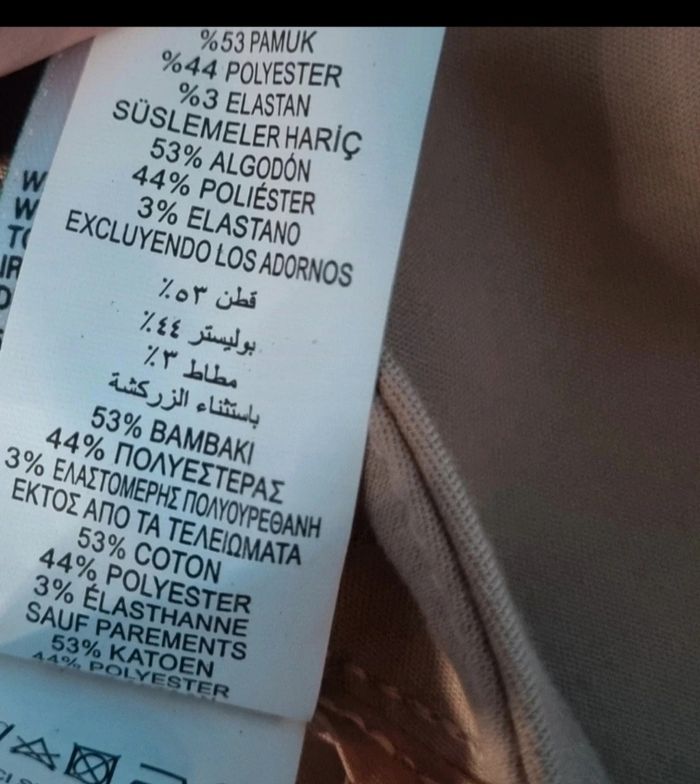 %53 PAMUK
%44 POLYESTER
%3 ELASTAN
SÜSLEMELER HARİÇ
53% ALGODÓN
44% POLIÉSTER
3% ELASTANO
EXCLUYENDO LOS ADORNOS
قطن ٥٣٪
بوليستر ٤٤٪
مطاط ٣٪
باستثناء الزركشة
53% ΒΑΜΒΑΚΙ
44% ΠΟΛΥΕΣΤΕΡΑΣ
3% ΕΛΑΣΤΟΜΕΡΗΣ ΠΟΛΥΟΥΡΕΘΑΝΗ
ΕΚΤΟΣ ΑΠΟ ΤΑ ΤΕΛΕΙΩΜΑΤΑ
53% COTON
44% POLYESTER
3% ÉLASTHANNE
SAUF PAREMENTS
53% KATOEN
44% POLYESTER